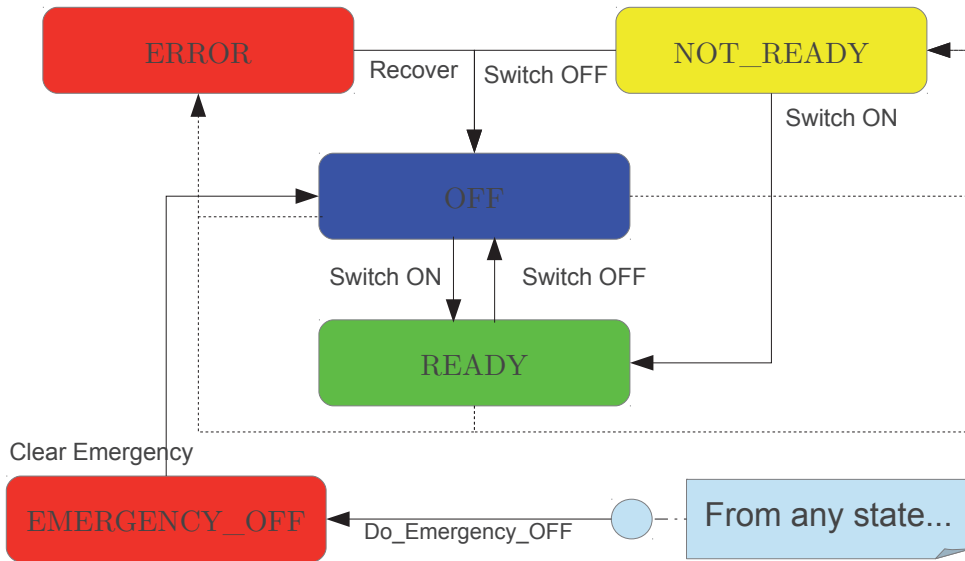 ERROR
Recover
Switch OFF
NOT_READY
Switch ON
OFF
Switch ON
Switch OFF
READY
Clear Emergency
EMERGENCY_OFF
Do_Emergency_OFF
From any state...